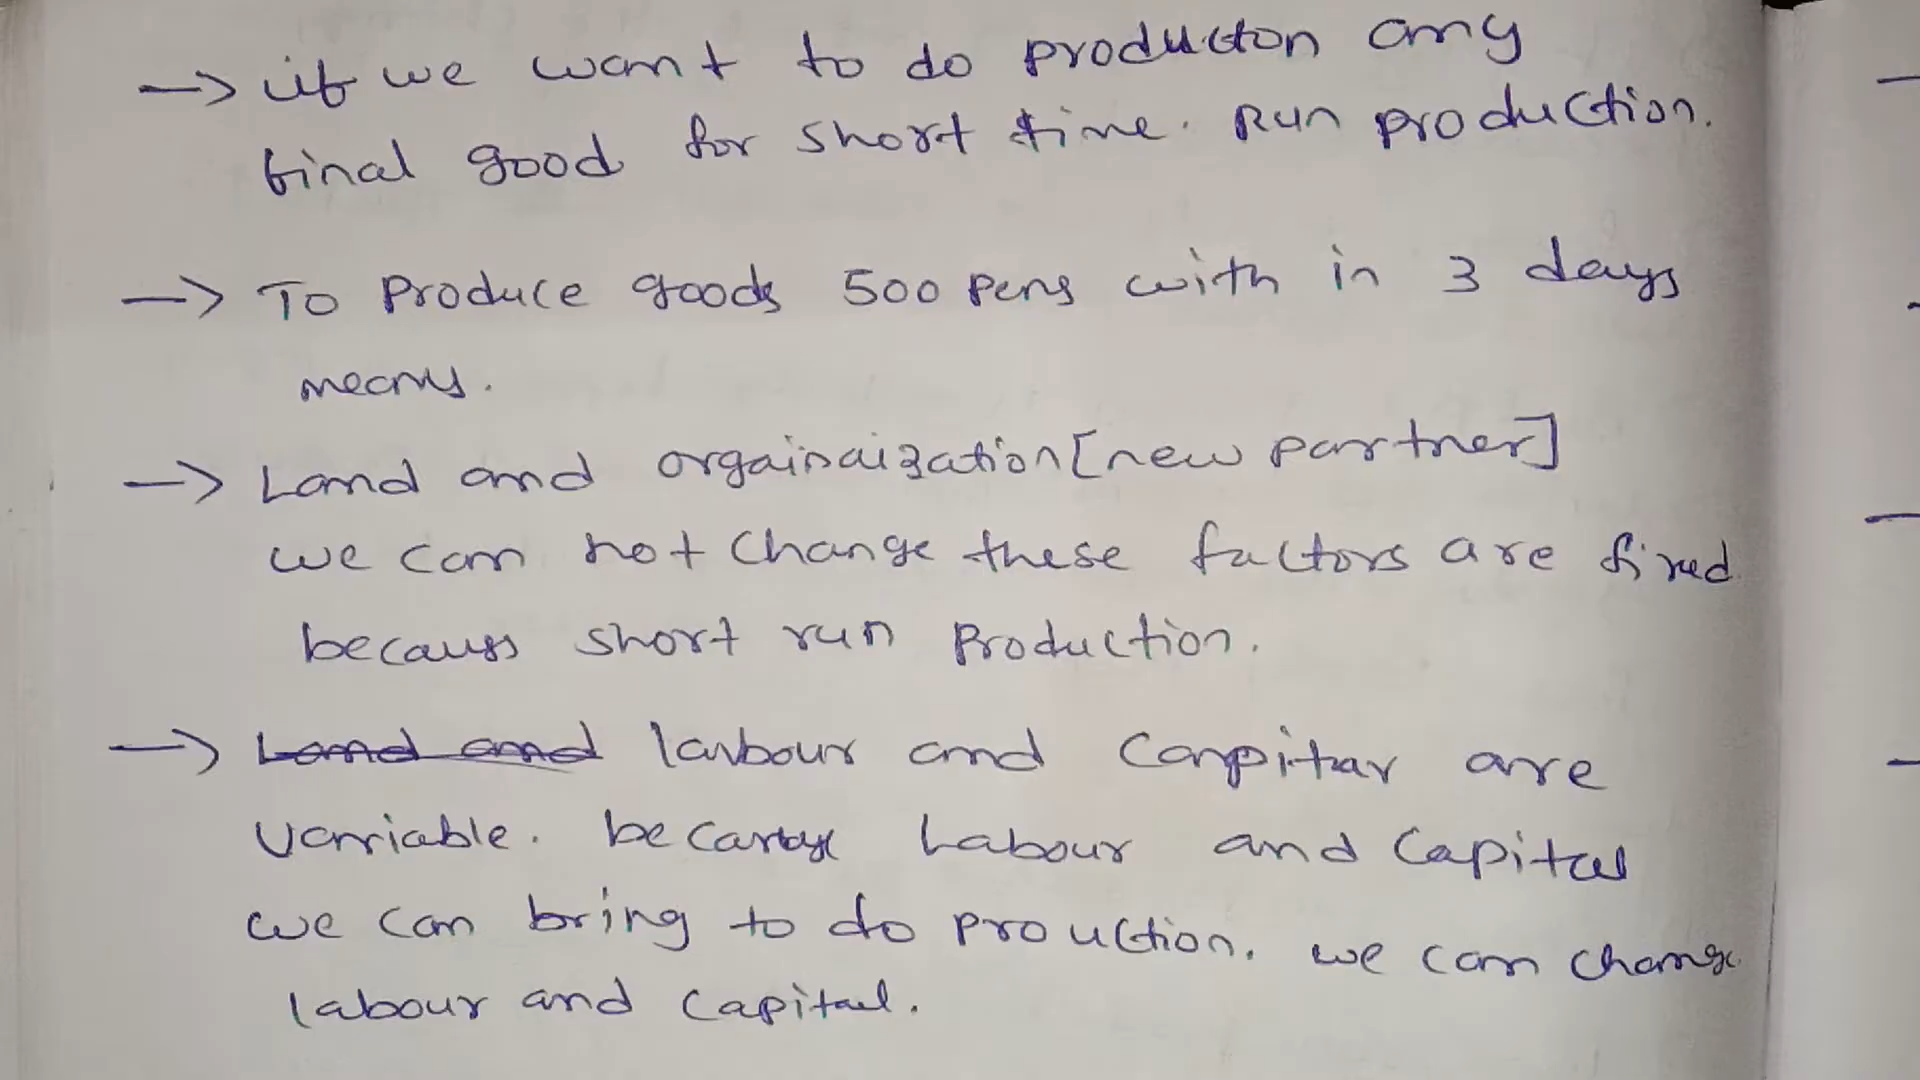 -> if we want to do producton any
final good for short time. Run production.
-> To produce goods 500 pens with in 3 days
means.
-> Land and orgainaization [new partner]
we can not change these factors are fixed
becauss short run production.
-> Land and labour and Capital are
Variable. because Labour and Capital
we can bring to do prouction. we can change
labour and capital.